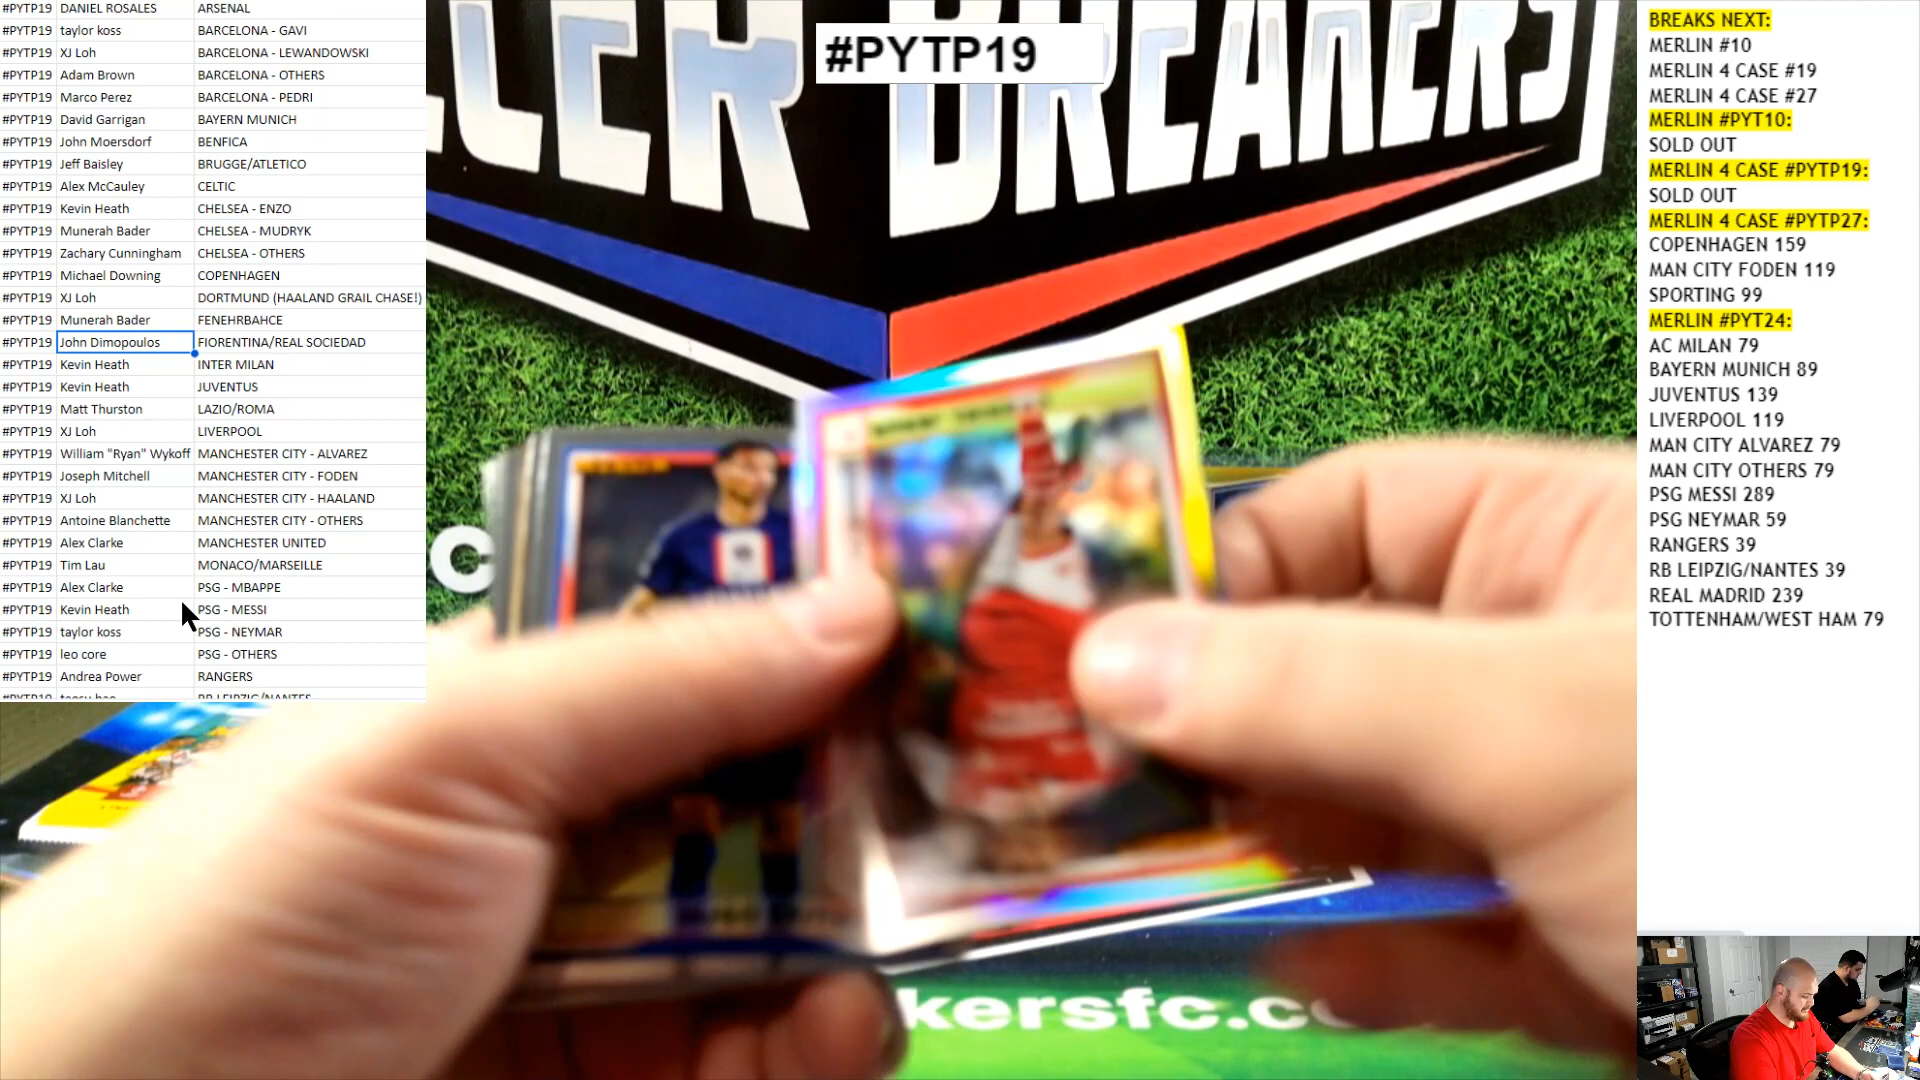 #PYTP19 DANIEL ROSALES ARSENAL
#PYTP19 taylor koss BARCELONA - GAVI
#PYTP19 XJ Loh BARCELONA - LEWANDOWSKI
#PYTP19 Adam Brown BARCELONA - OTHERS
#PYTP19 Marco Perez BARCELONA - PEDRI
#PYTP19 David Garrigan BAYERN MUNICH
#PYTP19 John Moersdorf BENFICA
#PYTP19 Jeff Baisley BRUGGE/ATLETICO
#PYTP19 Alex McCauley CELTIC
#PYTP19 Kevin Heath CHELSEA - ENZO
#PYTP19 Munerah Bader CHELSEA - MUDRYK
#PYTP19 Zachary Cunningham CHELSEA - OTHERS
#PYTP19 Michael Downing COPENHAGEN
#PYTP19 XJ Loh DORTMUND (HAALAND GRAIL CHASE!)
#PYTP19 Munerah Bader FENEHRBAHCE
#PYTP19 John Dimopoulos FIORENTINA/REAL SOCIEDAD
#PYTP19 Kevin Heath INTER MILAN
#PYTP19 Kevin Heath JUVENTUS
#PYTP19 Matt Thurston LAZIO/ROMA
#PYTP19 XJ Loh LIVERPOOL
#PYTP19 William "Ryan" Wykoff MANCHESTER CITY - ALVAREZ
#PYTP19 Joseph Mitchell MANCHESTER CITY - FODEN
#PYTP19 XJ Loh MANCHESTER CITY - HAALAND
#PYTP19 Antoine Blanchette MANCHESTER CITY - OTHERS
#PYTP19 Alex Clarke MANCHESTER UNITED
#PYTP19 Tim Lau MONACO/MARSEILLE
#PYTP19 Alex Clarke PSG - MBAPPE
#PYTP19 Kevin Heath PSG - MESSI
#PYTP19 taylor koss PSG - NEYMAR
#PYTP19 leo core PSG - OTHERS
#PYTP19 Andrea Power RANGERS
#PYTP19 RB LEIPZIG/NANTES
#PYTP19
CER BREAKERS
c
kersfc.c
BREAKS NEXT:
MERLIN #10
MERLIN 4 CASE #19
MERLIN 4 CASE #27
MERLIN #PYT10:
SOLD OUT
MERLIN 4 CASE #PYTP19:
SOLD OUT
MERLIN 4 CASE #PYTP27:
COPENHAGEN 159
MAN CITY FODEN 119
SPORTING 99
MERLIN #PYT24:
AC MILAN 79
BAYERN MUNICH 89
JUVENTUS 139
LIVERPOOL 119
MAN CITY ALVAREZ 79
MAN CITY OTHERS 79
PSG MESSI 289
PSG NEYMAR 59
RANGERS 39
RB LEIPZIG/NANTES 39
REAL MADRID 239
TOTTENHAM/WEST HAM 79